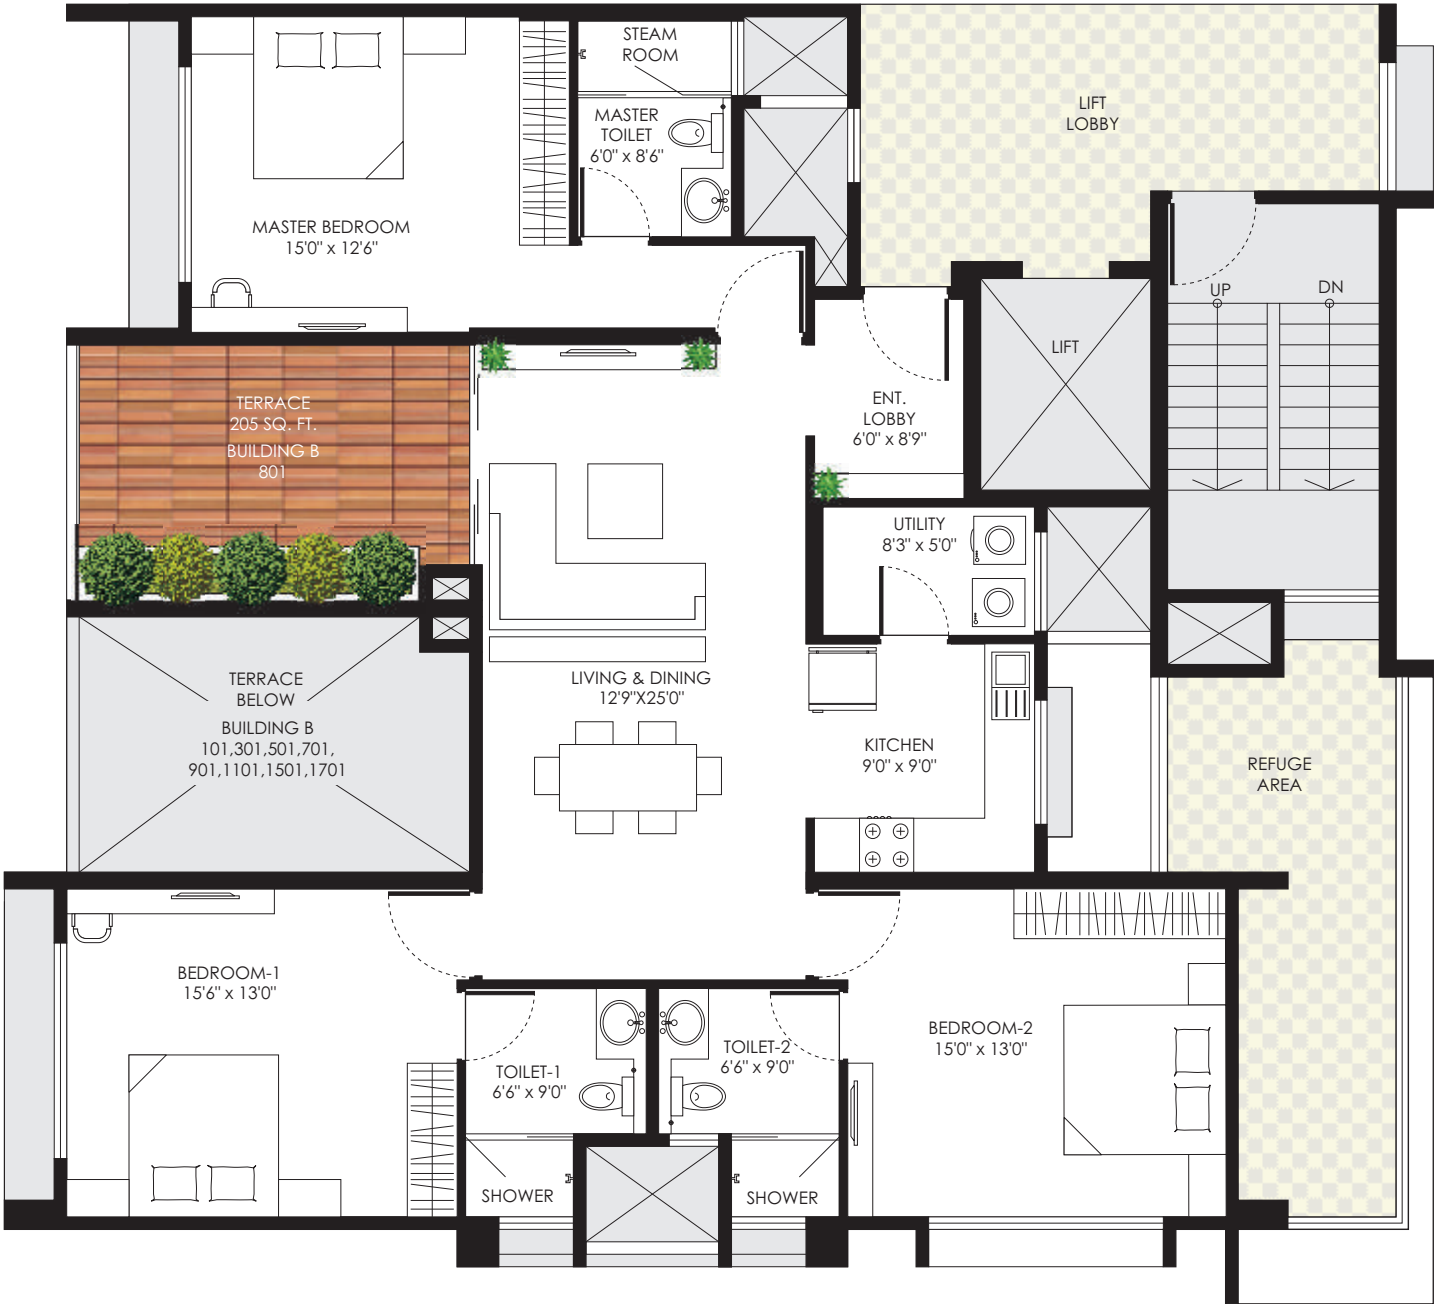 STEAM
ROOM
MASTER
TOILET
6'0" x 8'6"
LIFT
LOBBY
MASTER BEDROOM
15'0" x 12'6"
UP
DN
LIFT
ENT.
LOBBY
6'0" x 8'9"
TERRACE
205 SQ. FT.
BUILDING B
801
UTILITY
8'3" x 5'0"
TERRACE
BELOW
BUILDING B
101,301,501,701,
901,1101,1501,1701
LIVING & DINING
12'9"X25'0"
KITCHEN
9'0" x 9'0"
REFUGE
AREA
BEDROOM-1
15'6" x 13'0"
TOILET-1
6'6" x 9'0"
TOILET-2
6'6" x 9'0"
BEDROOM-2
15'0" x 13'0"
SHOWER
SHOWER